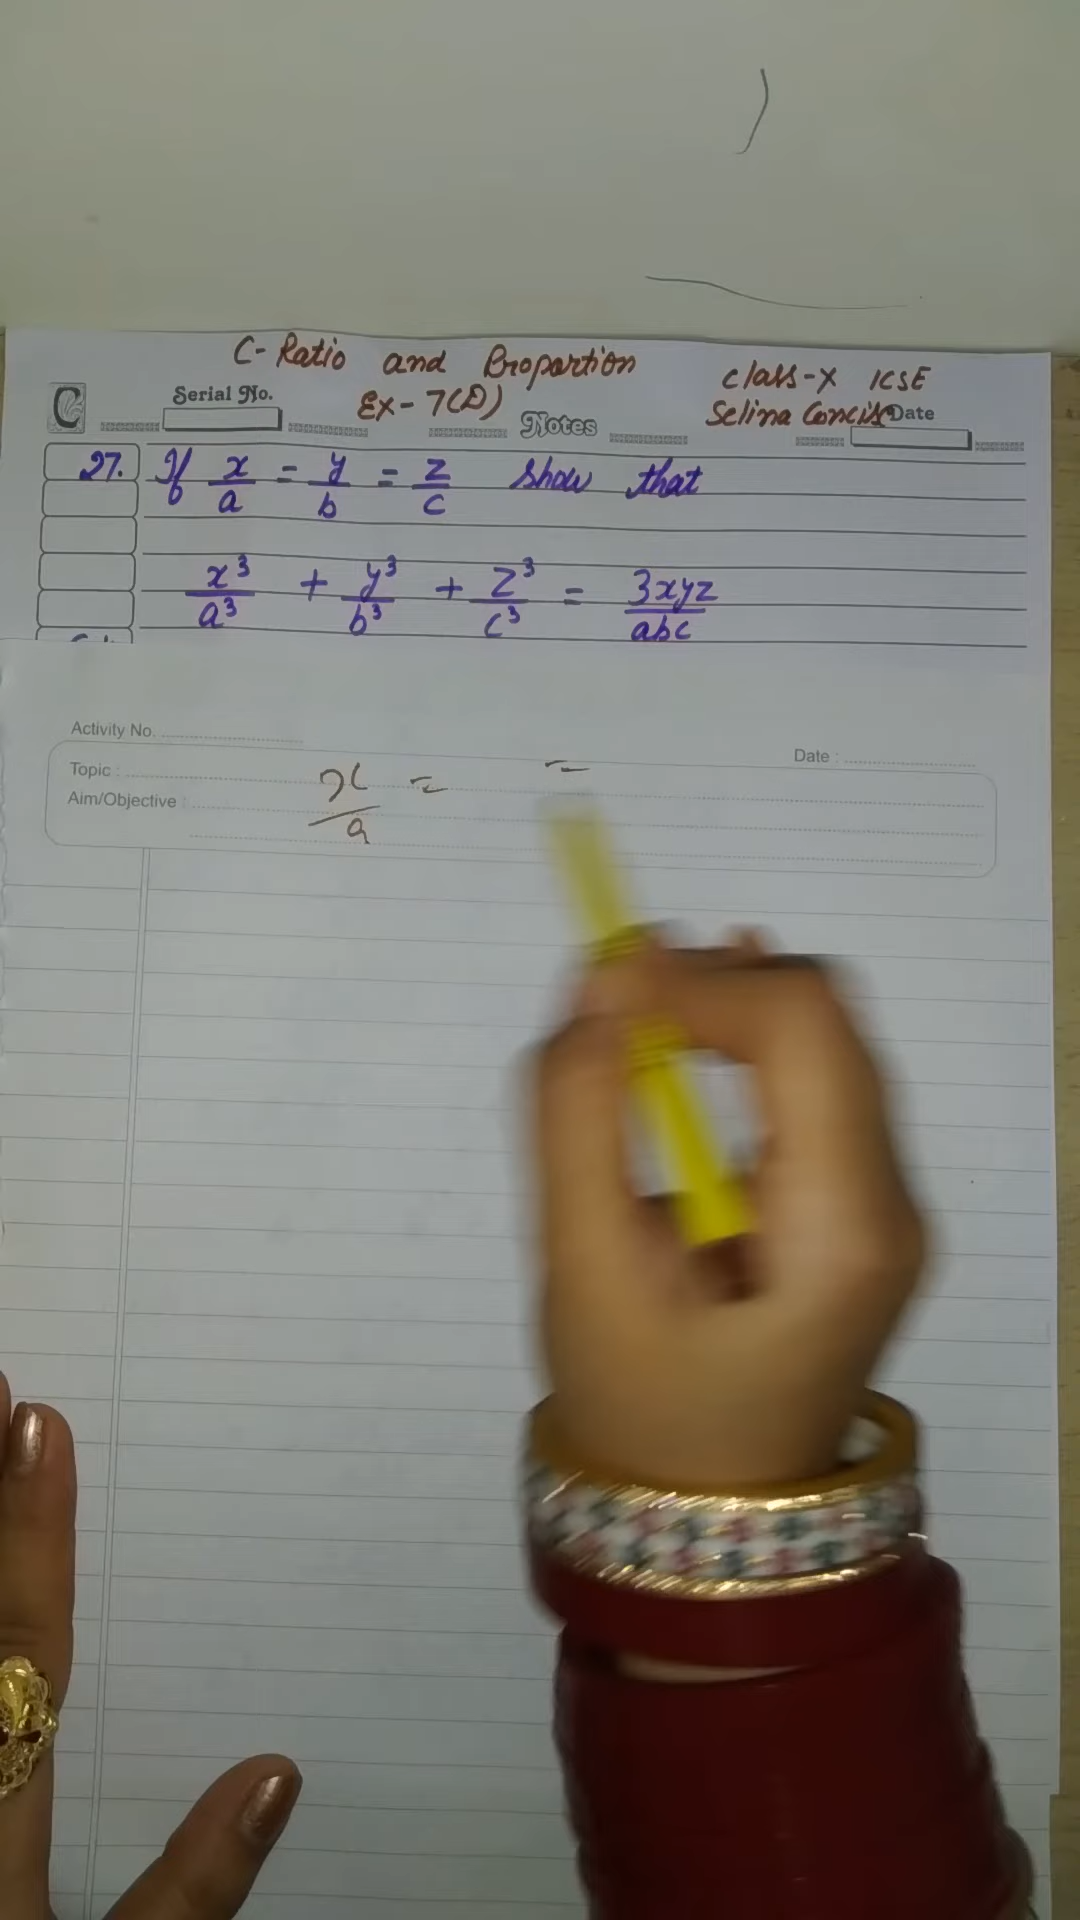 C- Ratio and Proportion
Class-X ICSE
Serial No.
Ex-7(D)
Notes
Selina Concise
Date
C
27. If x/a = y/b = z/c show that
x³/a³ + y³/b³ + z³/c³ = 3xyz/abc
Activity No.
Date :
Topic :
Aim/Objective :
x/a = =